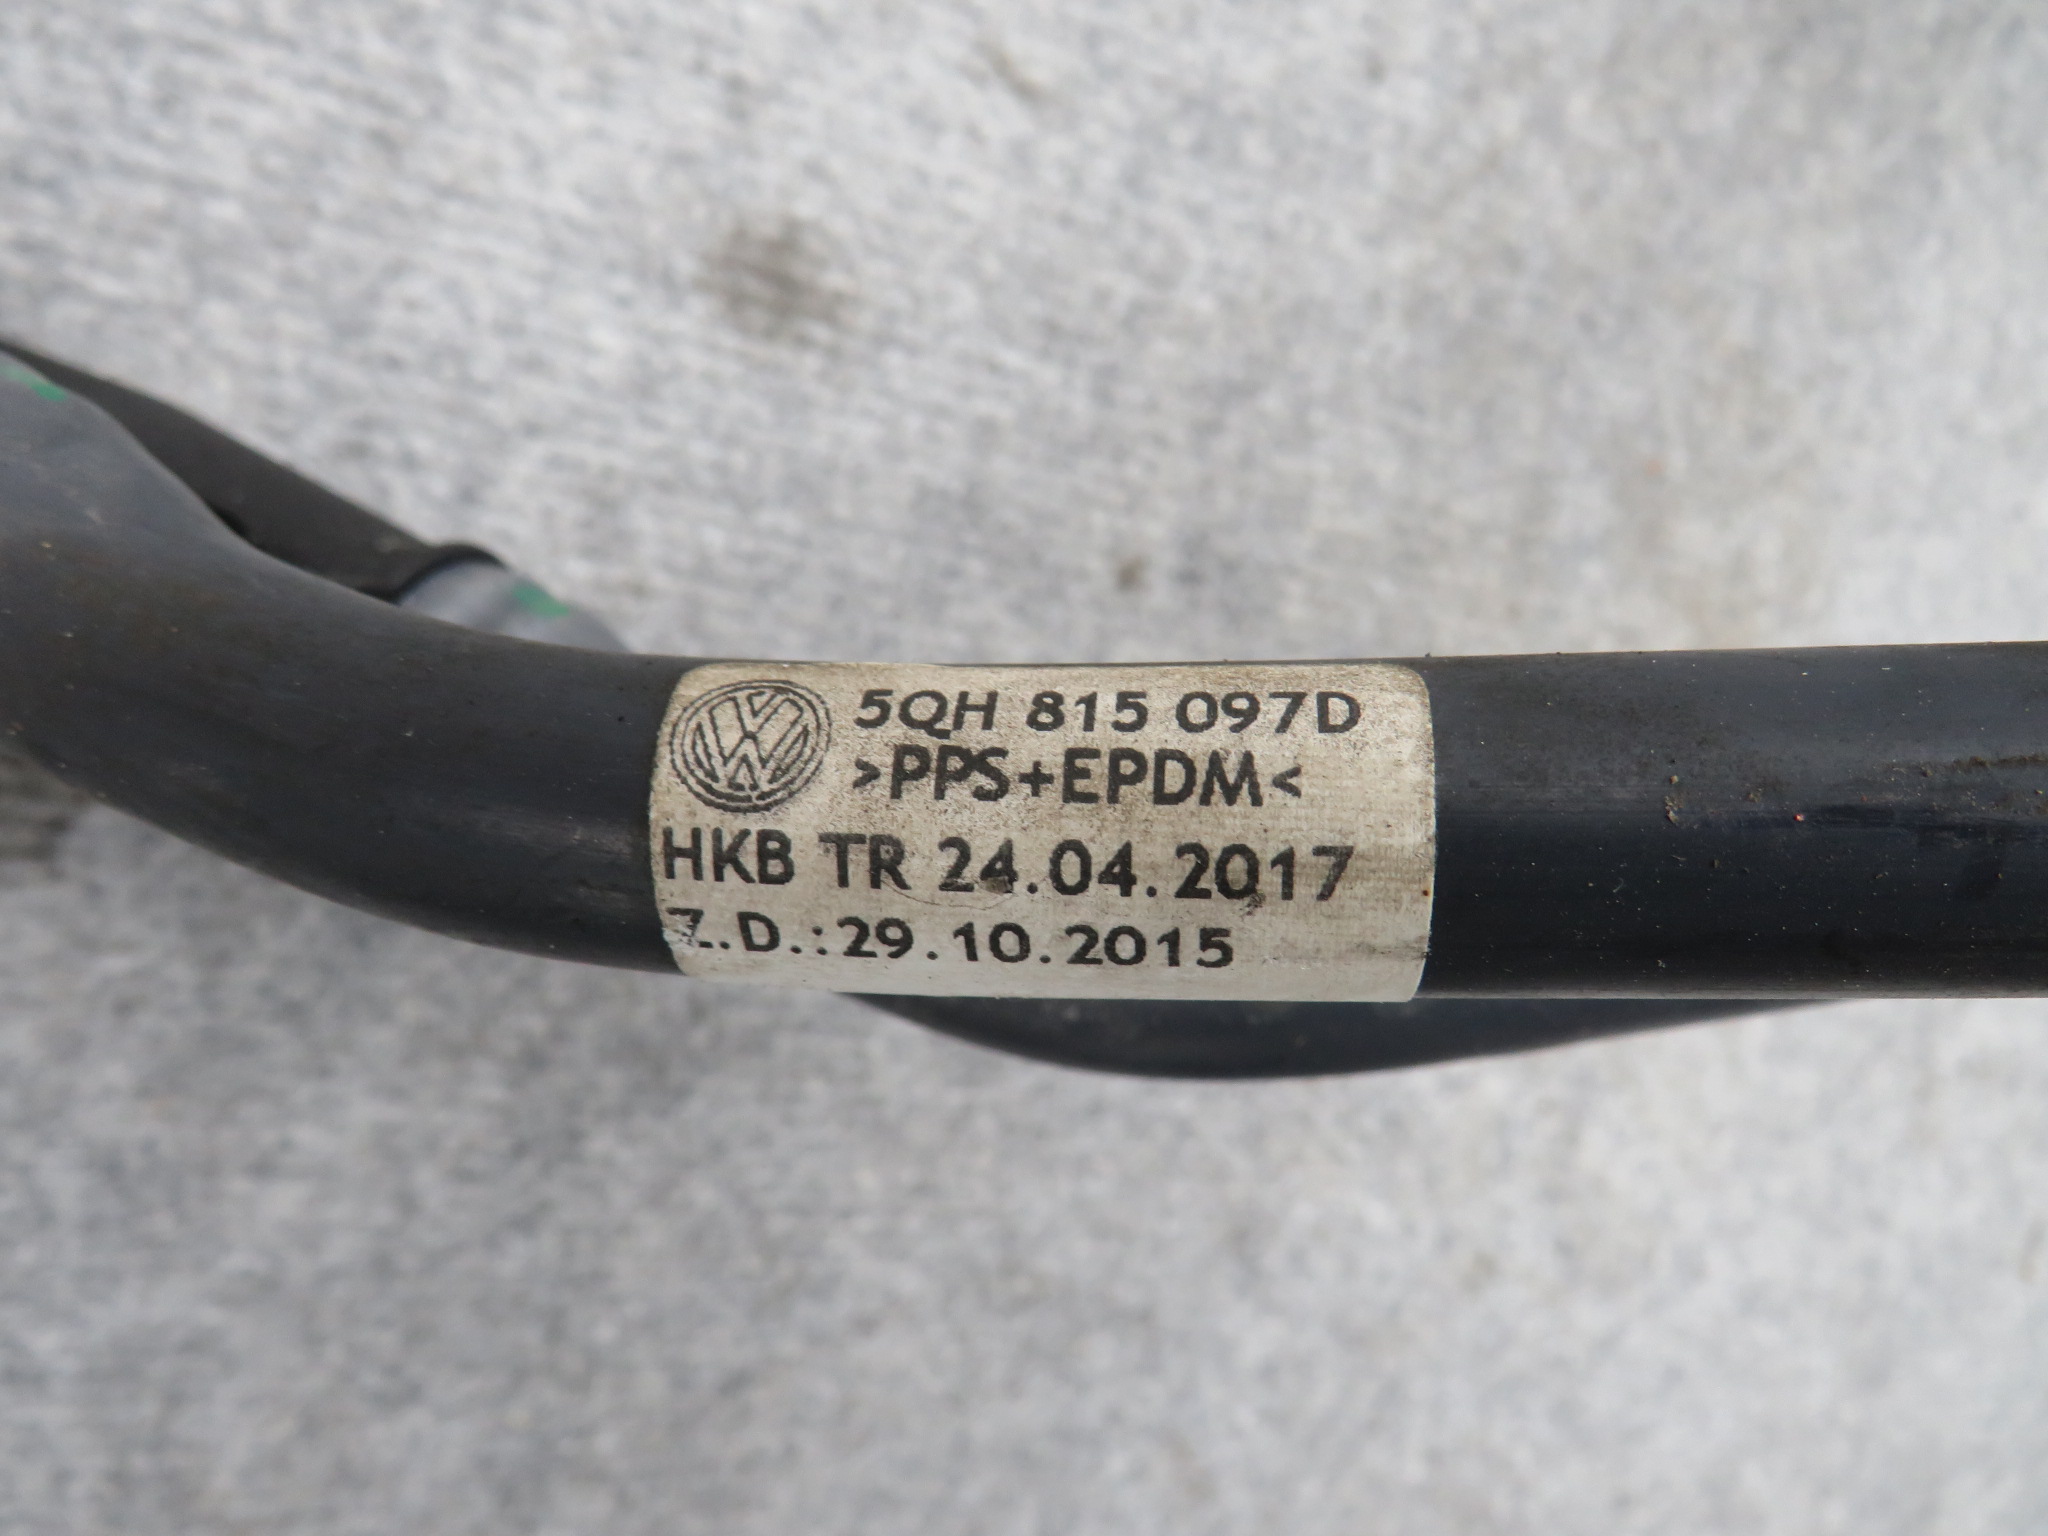 5QH 815 097D
>PPS+EPDM<
HKB TR 24.04.2017
Z.D.:29.10.2015